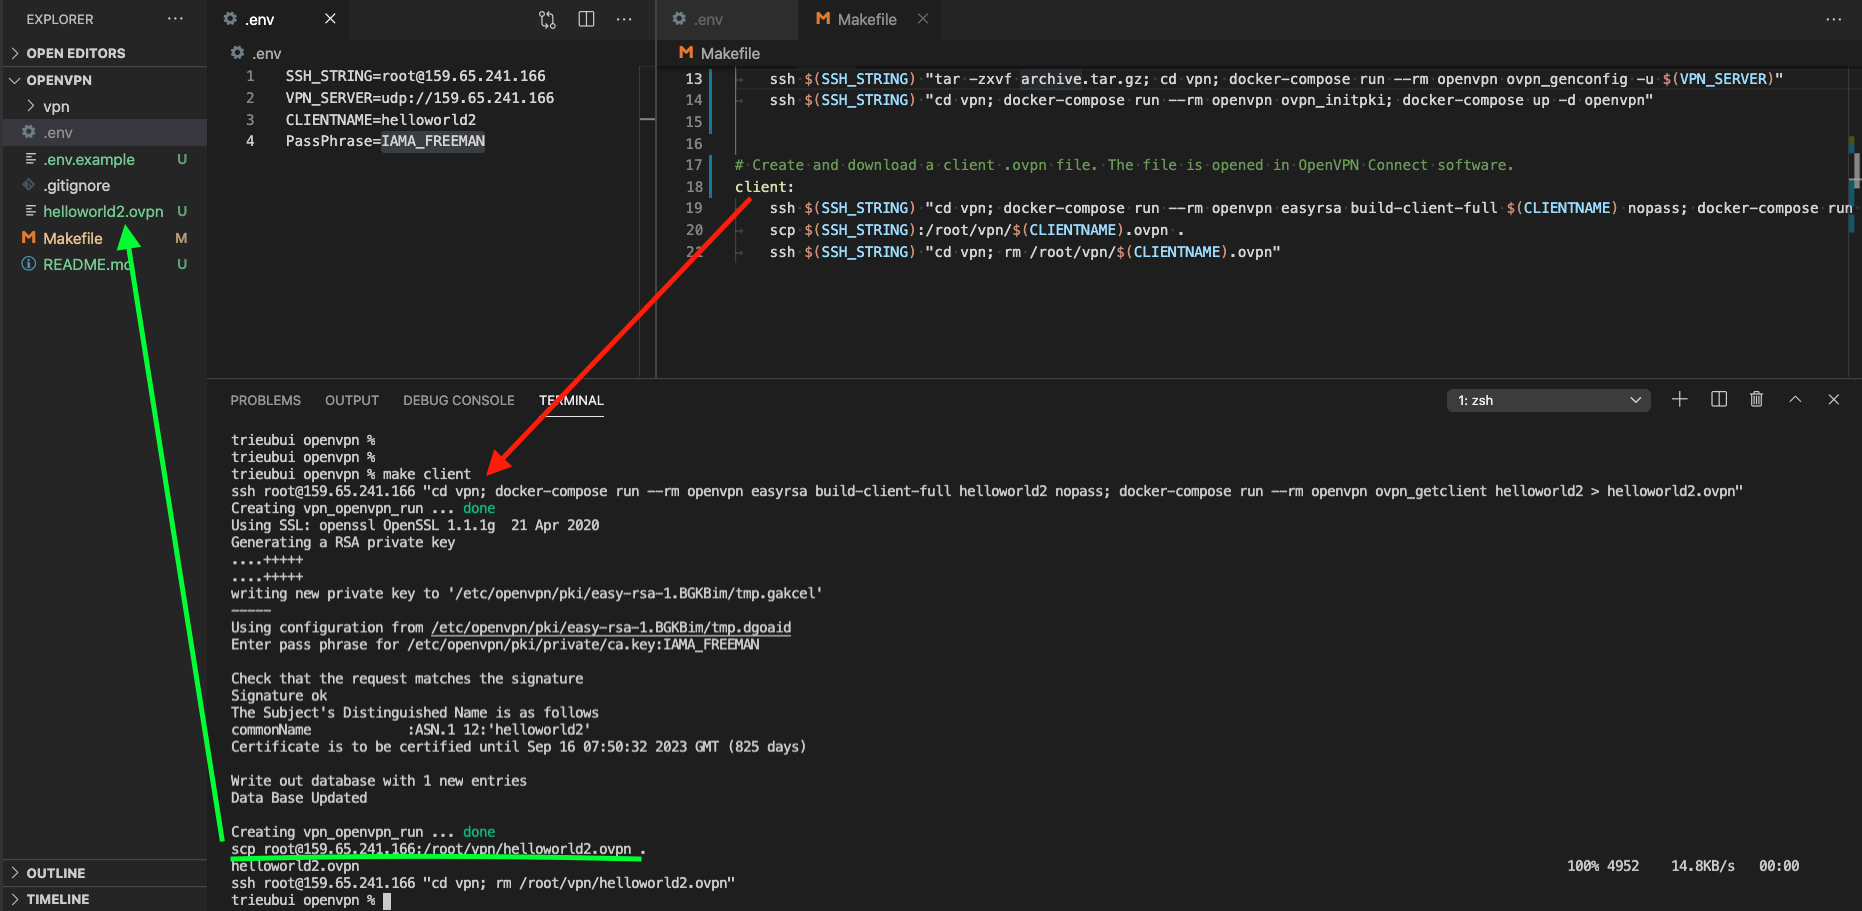 EXPLORER ···
OPEN EDITORS
OPENVPN
vpn
.env
.env.example U
.gitignore
helloworld2.ovpn U
Makefile M
README.md U
OUTLINE
TIMELINE
.env
.env
1 SSH_STRING=root@159.65.241.166
2 VPN_SERVER=udp://159.65.241.166
3 CLIENTNAME=helloworld2
4 PassPhrase=IAMA_FREEMAN
.env Makefile
Makefile
13 ssh $(SSH_STRING) "tar -zxvf archive.tar.gz; cd vpn; docker-compose run --rm openvpn ovpn_genconfig -u $(VPN_SERVER)"
14 ssh $(SSH_STRING) "cd vpn; docker-compose run --rm openvpn ovpn_initpki; docker-compose up -d openvpn"
15
16
17 # Create and download a client .ovpn file. The file is opened in OpenVPN Connect software.
18 client:
19 ssh $(SSH_STRING) "cd vpn; docker-compose run --rm openvpn easyrsa build-client-full $(CLIENTNAME) nopass; docker-compose run
20 scp $(SSH_STRING):/root/vpn/$(CLIENTNAME).ovpn .
21 ssh $(SSH_STRING) "cd vpn; rm /root/vpn/$(CLIENTNAME).ovpn"
PROBLEMS OUTPUT DEBUG CONSOLE TERMINAL 1: zsh
trieubui openvpn %
trieubui openvpn %
trieubui openvpn % make client
ssh root@159.65.241.166 "cd vpn; docker-compose run --rm openvpn easyrsa build-client-full helloworld2 nopass; docker-compose run --rm openvpn ovpn_getclient helloworld2 > helloworld2.ovpn"
Creating vpn_openvpn_run ... done
Using SSL: openssl OpenSSL 1.1.1g  21 Apr 2020
Generating a RSA private key
....+++++
....+++++
writing new private key to '/etc/openvpn/pki/easy-rsa-1.BGKBim/tmp.gakcel'
-----
Using configuration from /etc/openvpn/pki/easy-rsa-1.BGKBim/tmp.dgoaid
Enter pass phrase for /etc/openvpn/pki/private/ca.key:IAMA_FREEMAN
Check that the request matches the signature
Signature ok
The Subject's Distinguished Name is as follows
commonName            :ASN.1 12:'helloworld2'
Certificate is to be certified until Sep 16 07:50:32 2023 GMT (825 days)
Write out database with 1 new entries
Data Base Updated
Creating vpn_openvpn_run ... done
scp root@159.65.241.166:/root/vpn/helloworld2.ovpn .
helloworld2.ovpn 100% 4952 14.8KB/s 00:00
ssh root@159.65.241.166 "cd vpn; rm /root/vpn/helloworld2.ovpn"
trieubui openvpn %